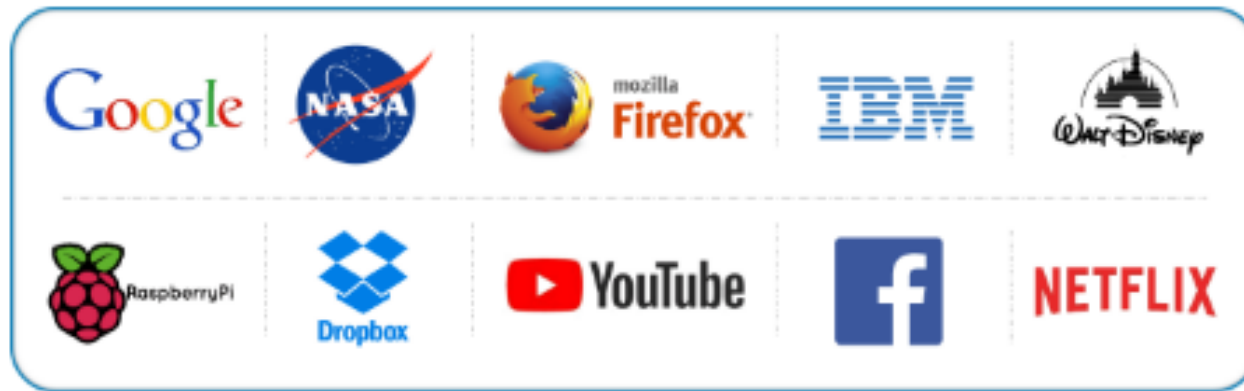 Google
NASA
mozilla
Firefox
IBM
WALT DISNEY
RaspberryPi
Dropbox
YouTube
f
NETFLIX